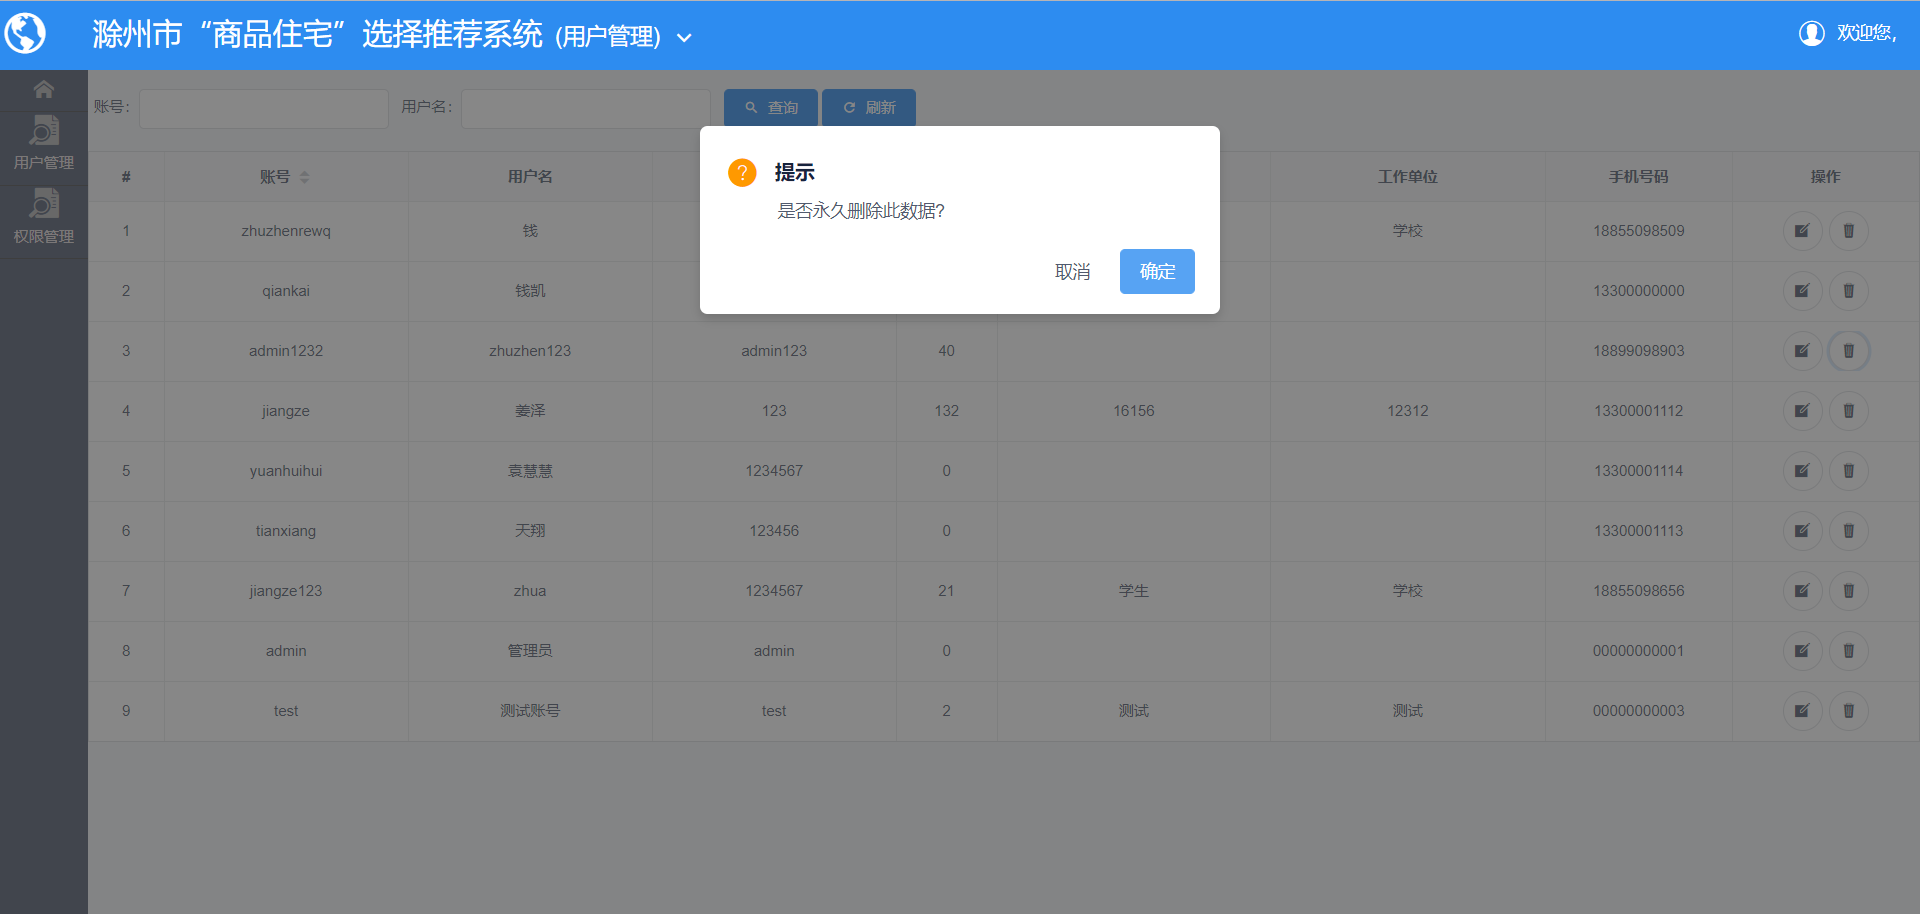 滁州市“商品住宅”选择推荐系统 (用户管理)
欢迎您,
账号: 用户名: 查询 刷新
用户管理
权限管理
提示
是否永久删除此数据?
取消 确定
# 账号 用户名 工作单位 手机号码 操作
1 zhuzhenrewq 钱 学校 18855098509
2 qiankai 钱凯 13300000000
3 admin1232 zhuzhen123 admin123 40 18899098903
4 jiangze 姜泽 123 132 16156 12312 13300001112
5 yuanhuihui 袁慧慧 1234567 0 13300001114
6 tianxiang 天翔 123456 0 13300001113
7 jiangze123 zhua 1234567 21 学生 学校 18855098656
8 admin 管理员 admin 0 00000000001
9 test 测试账号 test 2 测试 测试 00000000003